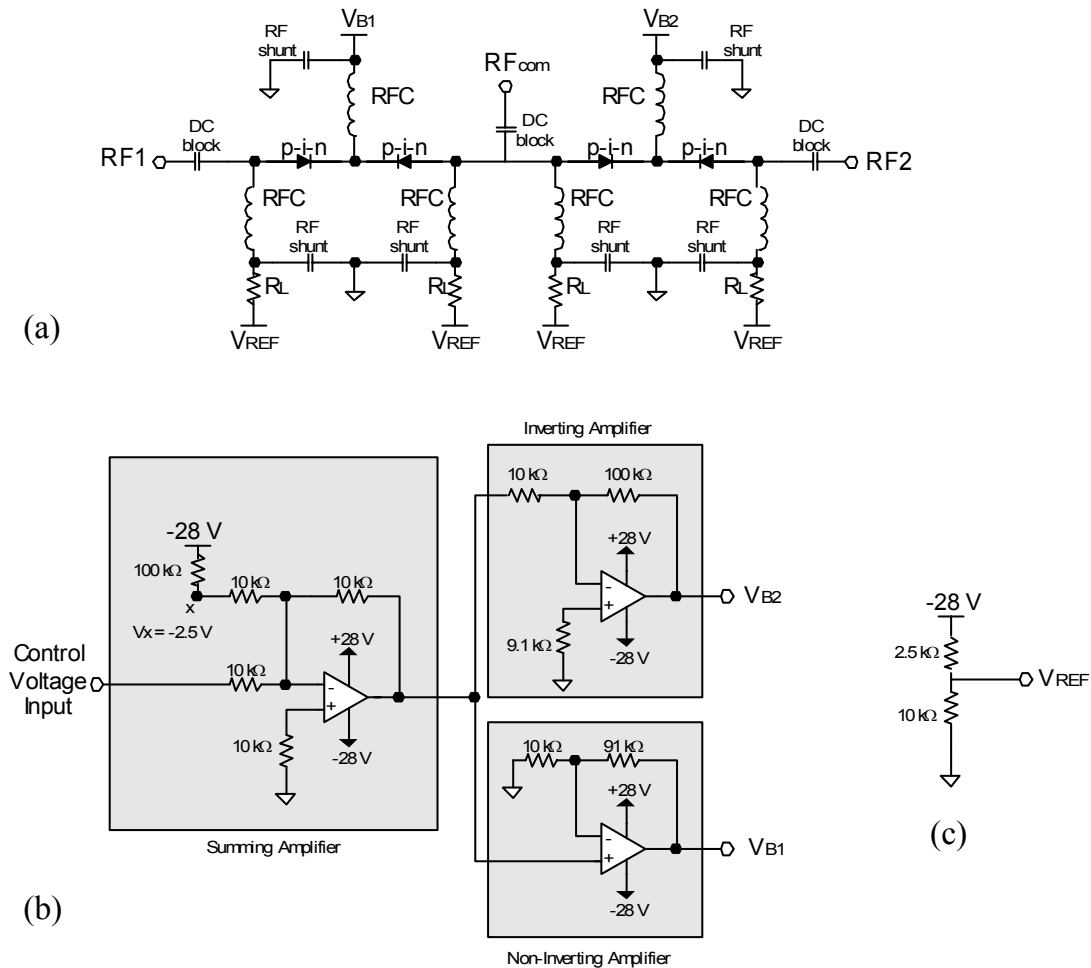 VB1
VB2
RF shunt
RF shunt
RFcom
RFC
RFC
DC block
DC block
DC block
RF1
p-i-n
p-i-n
p-i-n
p-i-n
RF2
RFC
RFC
RFC
RFC
RF shunt
RF shunt
RF shunt
RF shunt
RL
RL
RL
RL
(a)
VREF
VREF
VREF
VREF
Inverting Amplifier
10 kΩ
100 kΩ
-28 V
100 kΩ
10 kΩ
10 kΩ
x
Vx = -2.5 V
+28 V
-
+
-28 V
9.1 kΩ
VB2
Control Voltage Input
10 kΩ
+28 V
-
+
-28 V
10 kΩ
Summing Amplifier
10 kΩ
91 kΩ
+28 V
-
+
-28 V
VB1
Non-Inverting Amplifier
(b)
-28 V
2.5 kΩ
VREF
10 kΩ
(c)